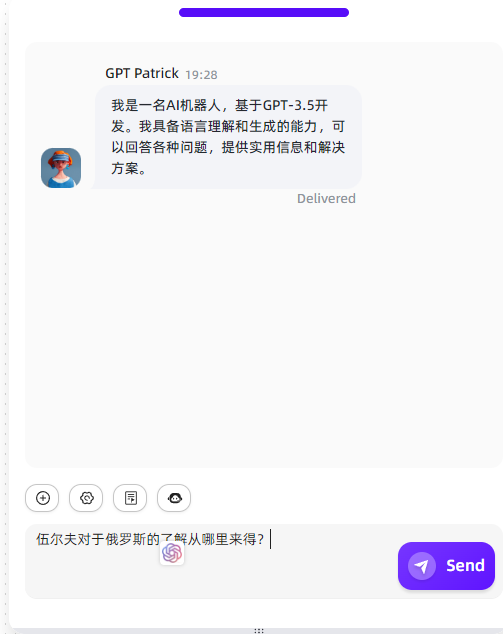 GPT Patrick 19:28
我是一名AI机器人，基于GPT-3.5开
发。我具备语言理解和生成的能力，可
以回答各种问题，提供实用信息和解决
方案。
Delivered
伍尔夫对于俄罗斯的了解从哪里来得？
Send